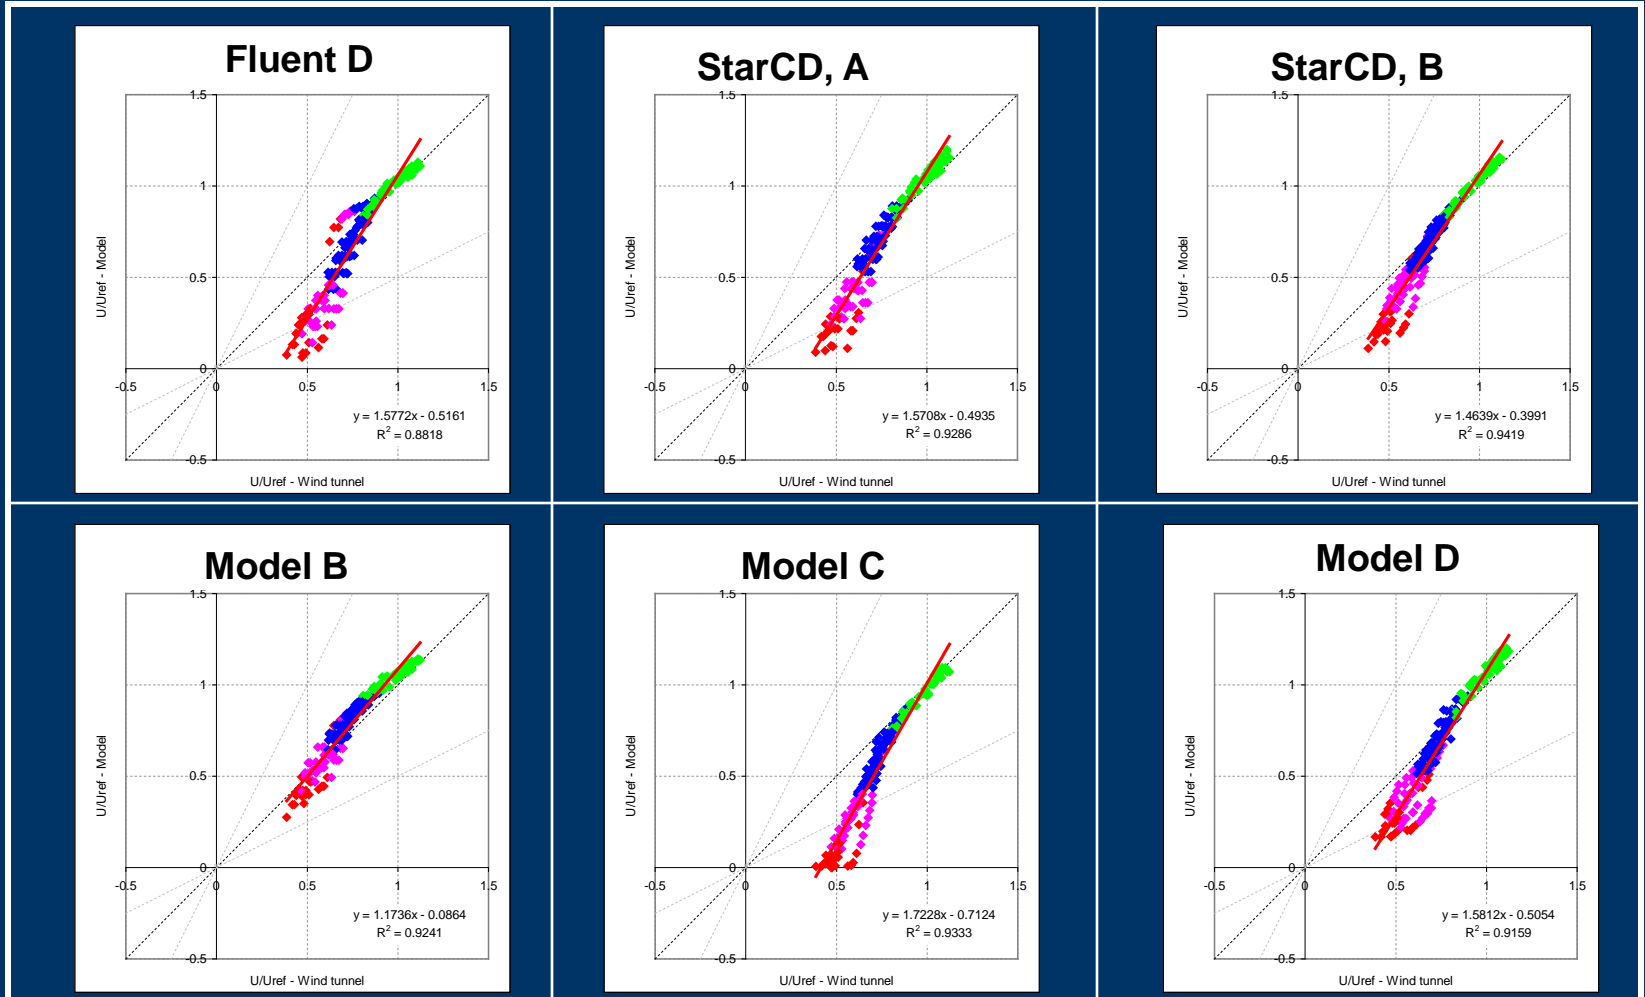 Fluent D
1.5
1
0.5
0
-0.5
0
0.5
1
1.5
-0.5
U/Uref - Model
y = 1.5772x - 0.5161
R² = 0.8818
U/Uref - Wind tunnel
StarCD, A
1.5
1
0.5
0
-0.5
0
0.5
1
1.5
-0.5
U/Uref - Model
y = 1.5708x - 0.4935
R² = 0.9286
U/Uref - Wind tunnel
StarCD, B
1.5
1
0.5
0
-0.5
0
0.5
1
1.5
-0.5
U/Uref - Model
y = 1.4639x - 0.3991
R² = 0.9419
U/Uref - Wind tunnel
Model B
1.5
1
0.5
0
-0.5
0
0.5
1
1.5
-0.5
U/Uref - Model
y = 1.1736x - 0.0864
R² = 0.9241
U/Uref - Wind tunnel
Model C
1.5
1
0.5
0
-0.5
0
0.5
1
1.5
-0.5
U/Uref - Model
y = 1.7228x - 0.7124
R² = 0.9333
U/Uref - Wind tunnel
Model D
1.5
1
0.5
0
-0.5
0
0.5
1
1.5
-0.5
U/Uref - Model
y = 1.5812x - 0.5054
R² = 0.9159
U/Uref - Wind tunnel